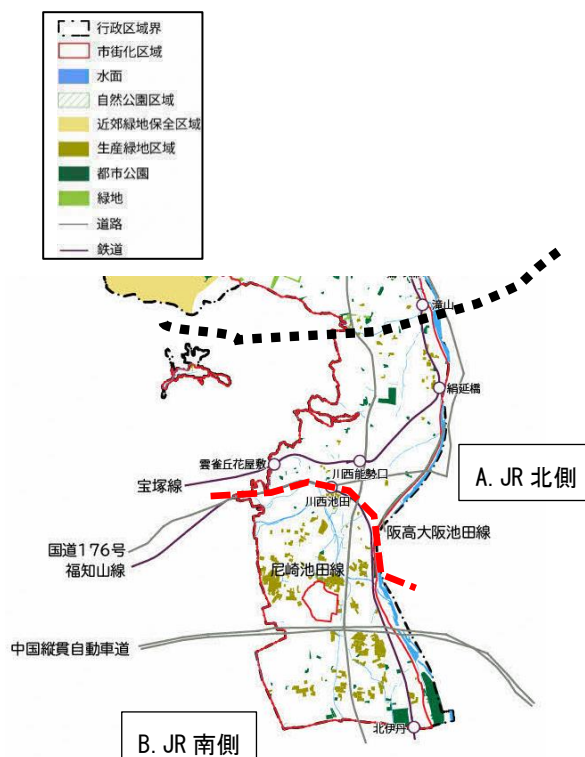 行政区域界
市街化区域
水面
自然公園区域
近郊緑地保全区域
生産緑地区域
都市公園
緑地
道路
鉄道
滝山
絹延橋
雲雀丘花屋敷
川西能勢口
A. JR 北側
宝塚線
川西池田
阪高大阪池田線
国道176号
福知山線
尼崎池田線
中国縦貫自動車道
北伊丹
B. JR 南側